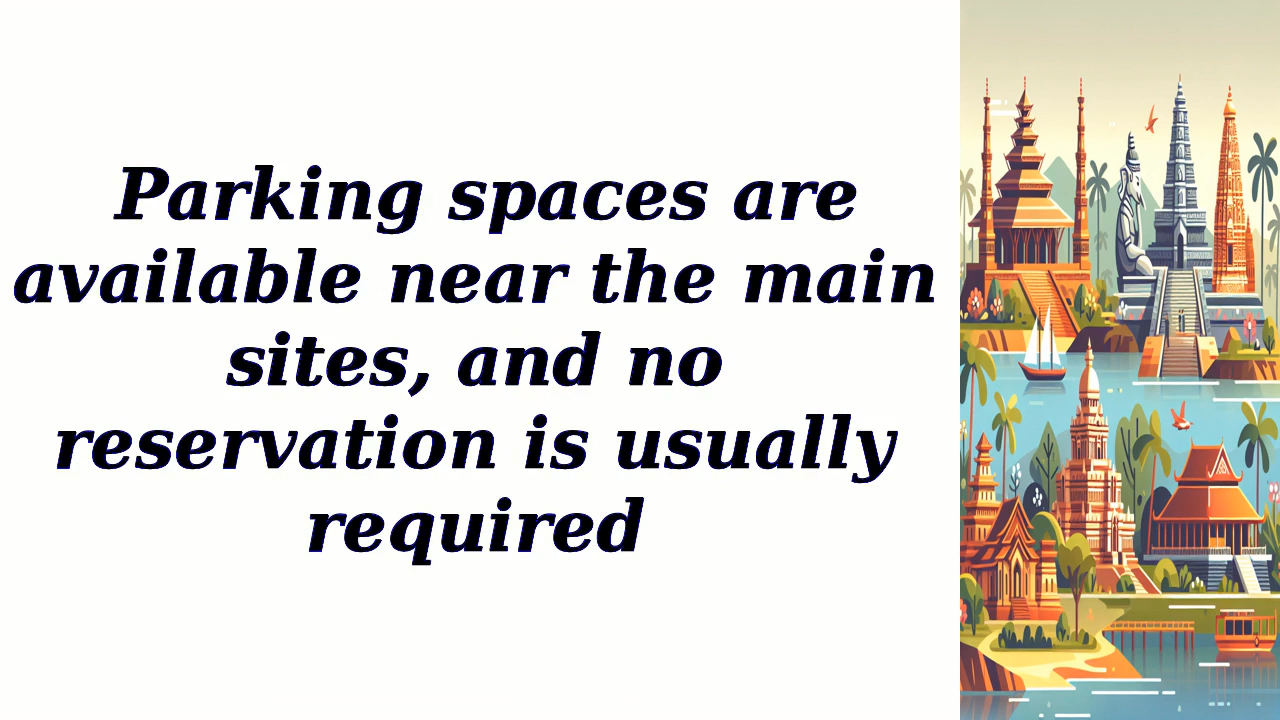 Parking spaces are
available near the main
sites, and no
reservation is usually
required